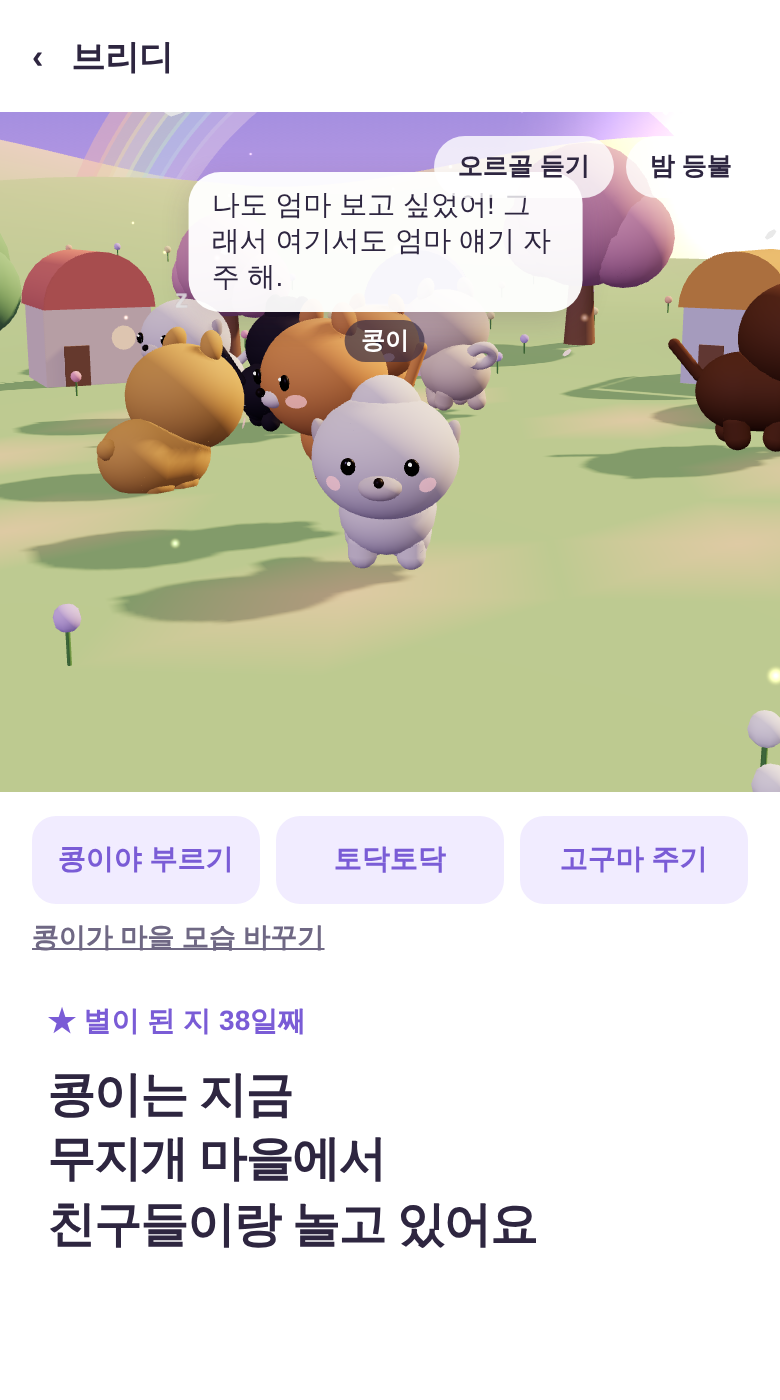 ‹ 브리디
오르골 듣기
밤 등불
나도 엄마 보고 싶었어! 그
래서 여기서도 엄마 얘기 자
주 해.
z
콩이
콩이야 부르기
토닥토닥
고구마 주기
콩이가 마을 모습 바꾸기
★ 별이 된 지 38일째
콩이는 지금
무지개 마을에서
친구들이랑 놀고 있어요